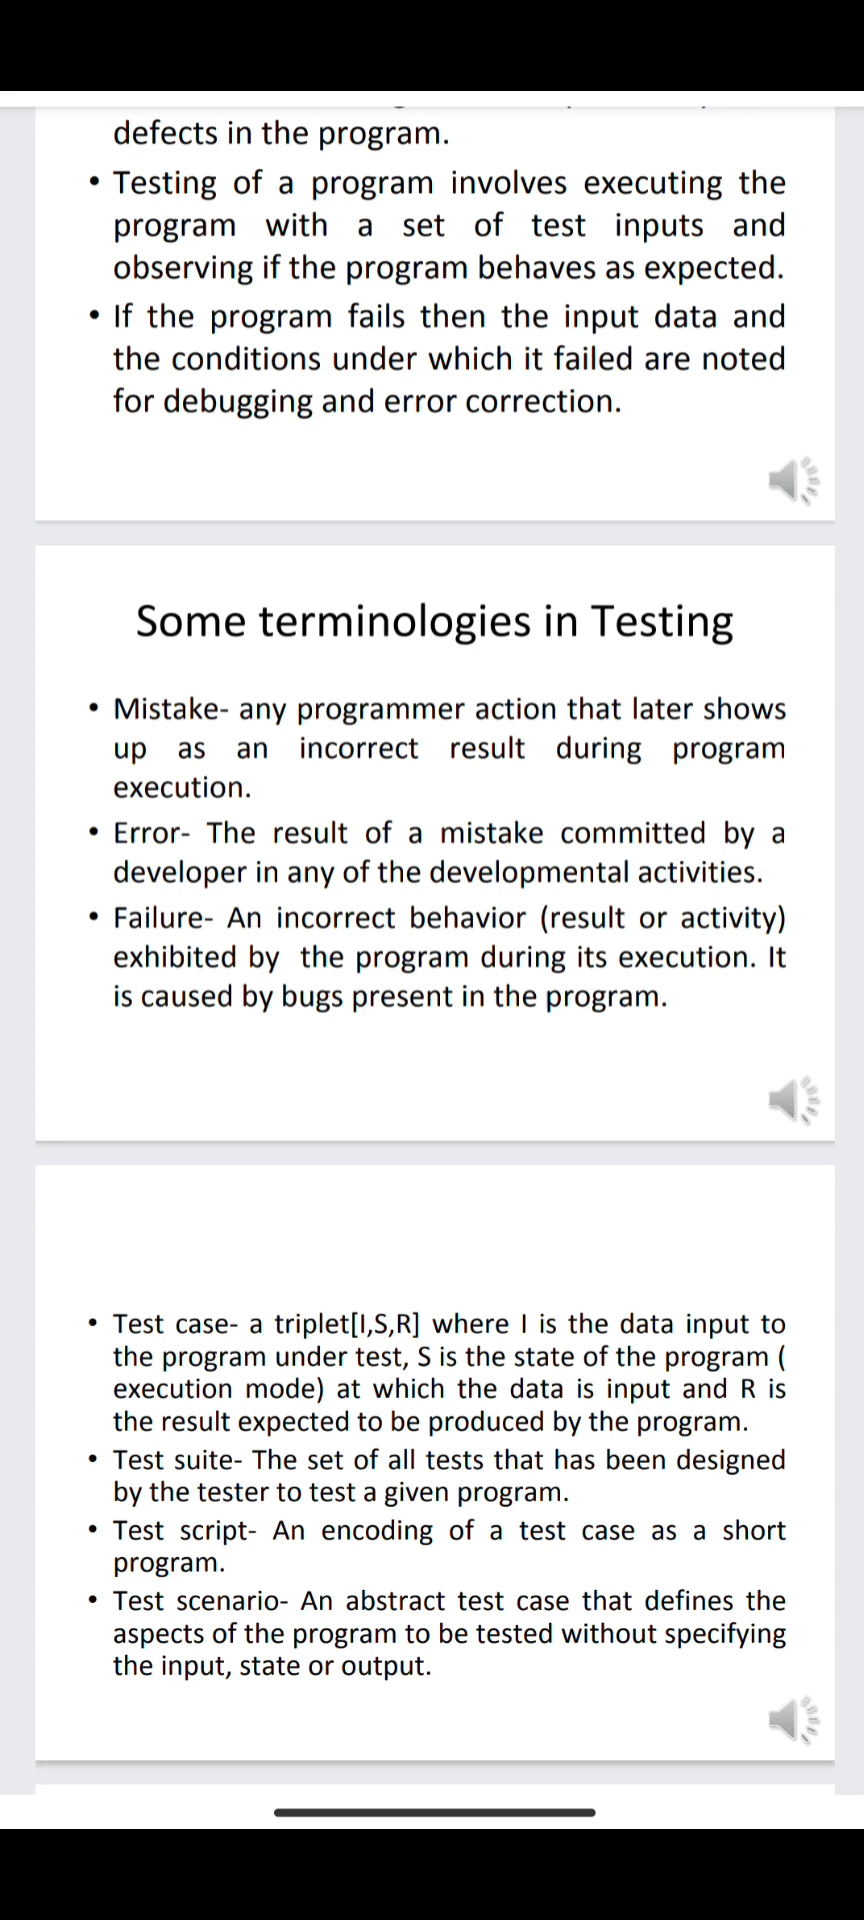 defects in the program.
• Testing of a program involves executing the
program with a set of test inputs and
observing if the program behaves as expected.
• If the program fails then the input data and
the conditions under which it failed are noted
for debugging and error correction.
Some terminologies in Testing
• Mistake- any programmer action that later shows
up as an incorrect result during program
execution.
• Error- The result of a mistake committed by a
developer in any of the developmental activities.
• Failure- An incorrect behavior (result or activity)
exhibited by the program during its execution. It
is caused by bugs present in the program.
• Test case- a triplet[I,S,R] where I is the data input to
the program under test, S is the state of the program (
execution mode) at which the data is input and R is
the result expected to be produced by the program.
• Test suite- The set of all tests that has been designed
by the tester to test a given program.
• Test script- An encoding of a test case as a short
program.
• Test scenario- An abstract test case that defines the
aspects of the program to be tested without specifying
the input, state or output.